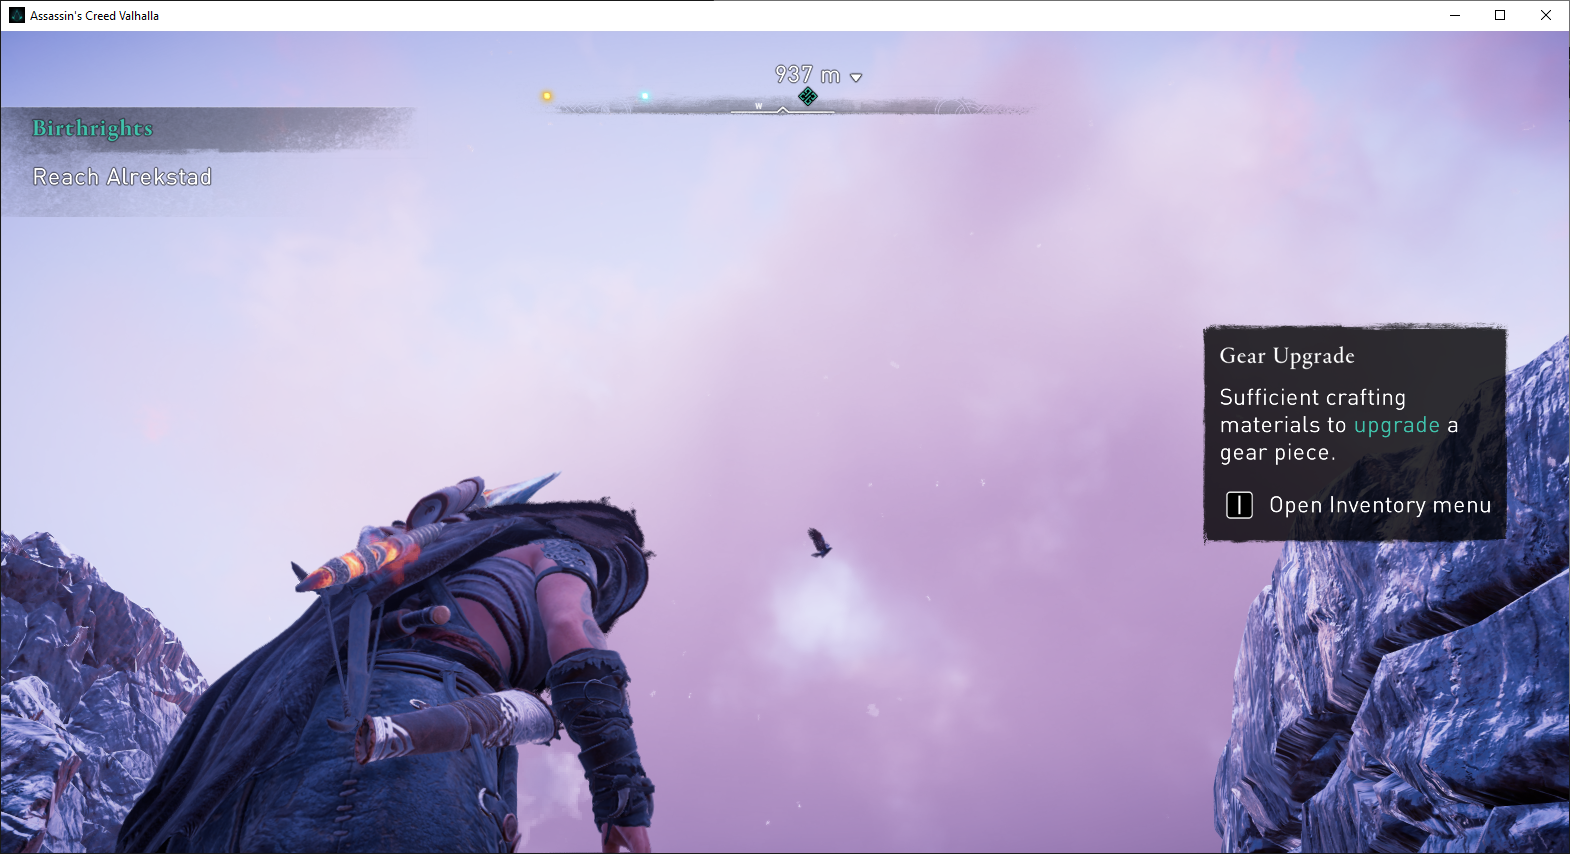 Assassin's Creed Valhalla
937 m
W
Birthrights
Reach Alrekstad
Gear Upgrade
Sufficient crafting
materials to upgrade a
gear piece.
I Open Inventory menu